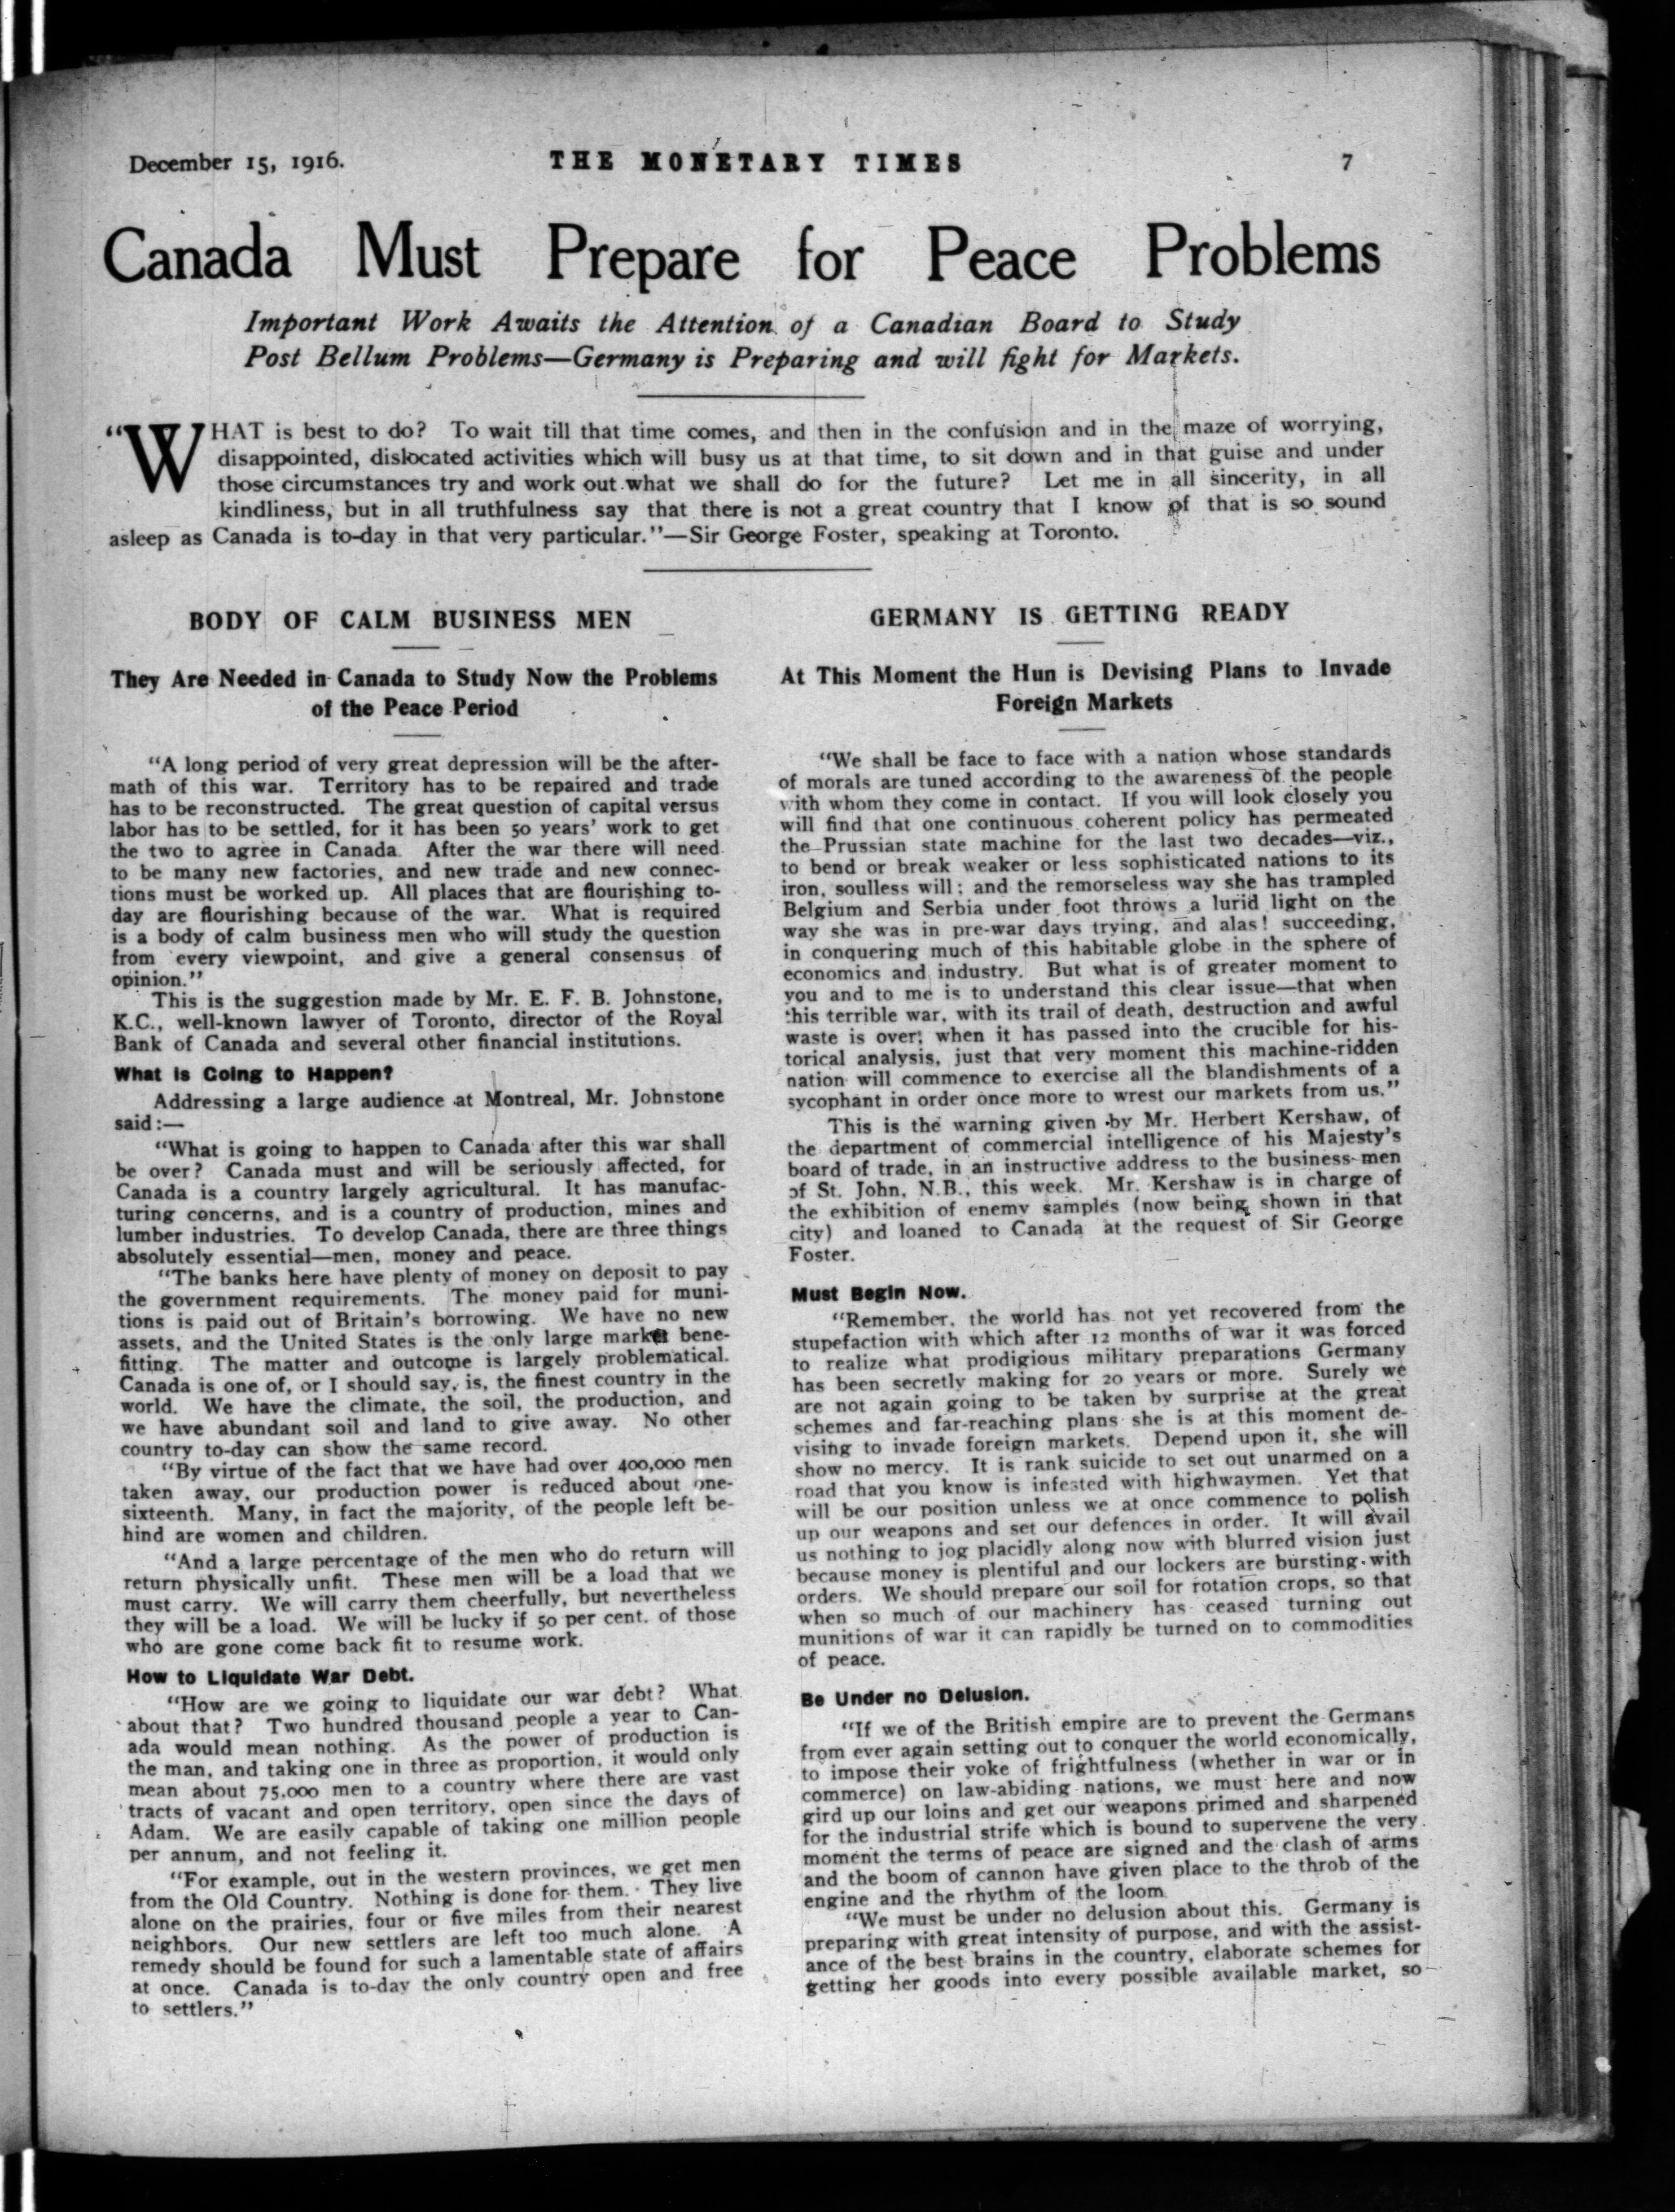 December 15, 1916.
THE MONETARY TIMES
7
Canada Must Prepare for Peace Problems
Important Work Awaits the Attention of a Canadian Board to Study
Post Bellum Problems—Germany is Preparing and will fight for Markets.
"WHAT is best to do? To wait till that time comes, and then in the confusion and in the maze of worrying,
disappointed, dislocated activities which will busy us at that time, to sit down and in that guise and under
those circumstances try and work out what we shall do for the future? Let me in all sincerity, in all
kindliness, but in all truthfulness say that there is not a great country that I know of that is so sound
asleep as Canada is to-day in that very particular."—Sir George Foster, speaking at Toronto.
BODY OF CALM BUSINESS MEN
They Are Needed in Canada to Study Now the Problems
of the Peace Period
"A long period of very great depression will be the after-
math of this war. Territory has to be repaired and trade
has to be reconstructed. The great question of capital versus
labor has to be settled, for it has been 50 years' work to get
the two to agree in Canada. After the war there will need
to be many new factories, and new trade and new connec-
tions must be worked up. All places that are flourishing to-
day are flourishing because of the war. What is required
is a body of calm business men who will study the question
from every viewpoint, and give a general consensus of
opinion."
This is the suggestion made by Mr. E. F. B. Johnstone,
K.C., well-known lawyer of Toronto, director of the Royal
Bank of Canada and several other financial institutions.
What is Going to Happen?
Addressing a large audience at Montreal, Mr. Johnstone
said:—
"What is going to happen to Canada after this war shall
be over? Canada must and will be seriously affected, for
Canada is a country largely agricultural. It has manufac-
turing concerns, and is a country of production, mines and
lumber industries. To develop Canada, there are three things
absolutely essential—men, money and peace.
"The banks here have plenty of money on deposit to pay
the government requirements. The money paid for muni-
tions is paid out of Britain's borrowing. We have no new
assets, and the United States is the only large market bene-
fitting. The matter and outcome is largely problematical.
Canada is one of, or I should say, is, the finest country in the
world. We have the climate, the soil, the production, and
we have abundant soil and land to give away. No other
country to-day can show the same record.
"By virtue of the fact that we have had over 400,000 men
taken away, our production power is reduced about one-
sixteenth. Many, in fact the majority, of the people left be-
hind are women and children.
"And a large percentage of the men who do return will
return physically unfit. These men will be a load that we
must carry. We will carry them cheerfully, but nevertheless
they will be a load. We will be lucky if 50 per cent. of those
who are gone come back fit to resume work.
How to Liquidate War Debt.
"How are we going to liquidate our war debt? What
about that? Two hundred thousand people a year to Can-
ada would mean nothing. As the power of production is
the man, and taking one in three as proportion, it would only
mean about 75,000 men to a country where there are vast
tracts of vacant and open territory, open since the days of
Adam. We are easily capable of taking one million people
per annum, and not feeling it.
"For example, out in the western provinces, we get men
from the Old Country. Nothing is done for them. They live
alone on the prairies, four or five miles from their nearest
neighbors. Our new settlers are left too much alone. A
remedy should be found for such a lamentable state of affairs
at once. Canada is to-day the only country open and free
to settlers."
GERMANY IS GETTING READY
At This Moment the Hun is Devising Plans to Invade
Foreign Markets
"We shall be face to face with a nation whose standards
of morals are tuned according to the awareness of the people
with whom they come in contact. If you will look closely you
will find that one continuous coherent policy has permeated
the Prussian state machine for the last two decades—viz.,
to bend or break weaker or less sophisticated nations to its
iron, soulless will; and the remorseless way she has trampled
Belgium and Serbia under foot throws a lurid light on the
way she was in pre-war days trying, and alas! succeeding,
in conquering much of this habitable globe in the sphere of
economics and industry. But what is of greater moment to
you and to me is to understand this clear issue—that when
this terrible war, with its trail of death, destruction and awful
waste is over; when it has passed into the crucible for his-
torical analysis, just that very moment this machine-ridden
nation will commence to exercise all the blandishments of a
sycophant in order once more to wrest our markets from us."
This is the warning given by Mr. Herbert Kershaw, of
the department of commercial intelligence of his Majesty's
board of trade, in an instructive address to the business men
of St. John, N.B., this week. Mr. Kershaw is in charge of
the exhibition of enemy samples (now being shown in that
city) and loaned to Canada at the request of Sir George
Foster.
Must Begin Now.
"Remember, the world has not yet recovered from the
stupefaction with which after 12 months of war it was forced
to realize what prodigious military preparations Germany
has been secretly making for 20 years or more. Surely we
are not again going to be taken by surprise at the great
schemes and far-reaching plans she is at this moment de-
vising to invade foreign markets. Depend upon it, she will
show no mercy. It is rank suicide to set out unarmed on a
road that you know is infested with highwaymen. Yet that
will be our position unless we at once commence to polish
up our weapons and set our defences in order. It will avail
us nothing to jog placidly along now with blurred vision just
because money is plentiful and our lockers are bursting with
orders. We should prepare our soil for rotation crops, so that
when so much of our machinery has ceased turning out
munitions of war it can rapidly be turned on to commodities
of peace.
Be Under no Delusion.
"If we of the British empire are to prevent the Germans
from ever again setting out to conquer the world economically,
to impose their yoke of frightfulness (whether in war or in
commerce) on law-abiding nations, we must here and now
gird up our loins and get our weapons primed and sharpened
for the industrial strife which is bound to supervene the very
moment the terms of peace are signed and the clash of arms
and the boom of cannon have given place to the throb of the
engine and the rhythm of the loom
"We must be under no delusion about this. Germany is
preparing with great intensity of purpose, and with the assist-
ance of the best brains in the country, elaborate schemes for
getting her goods into every possible available market, so